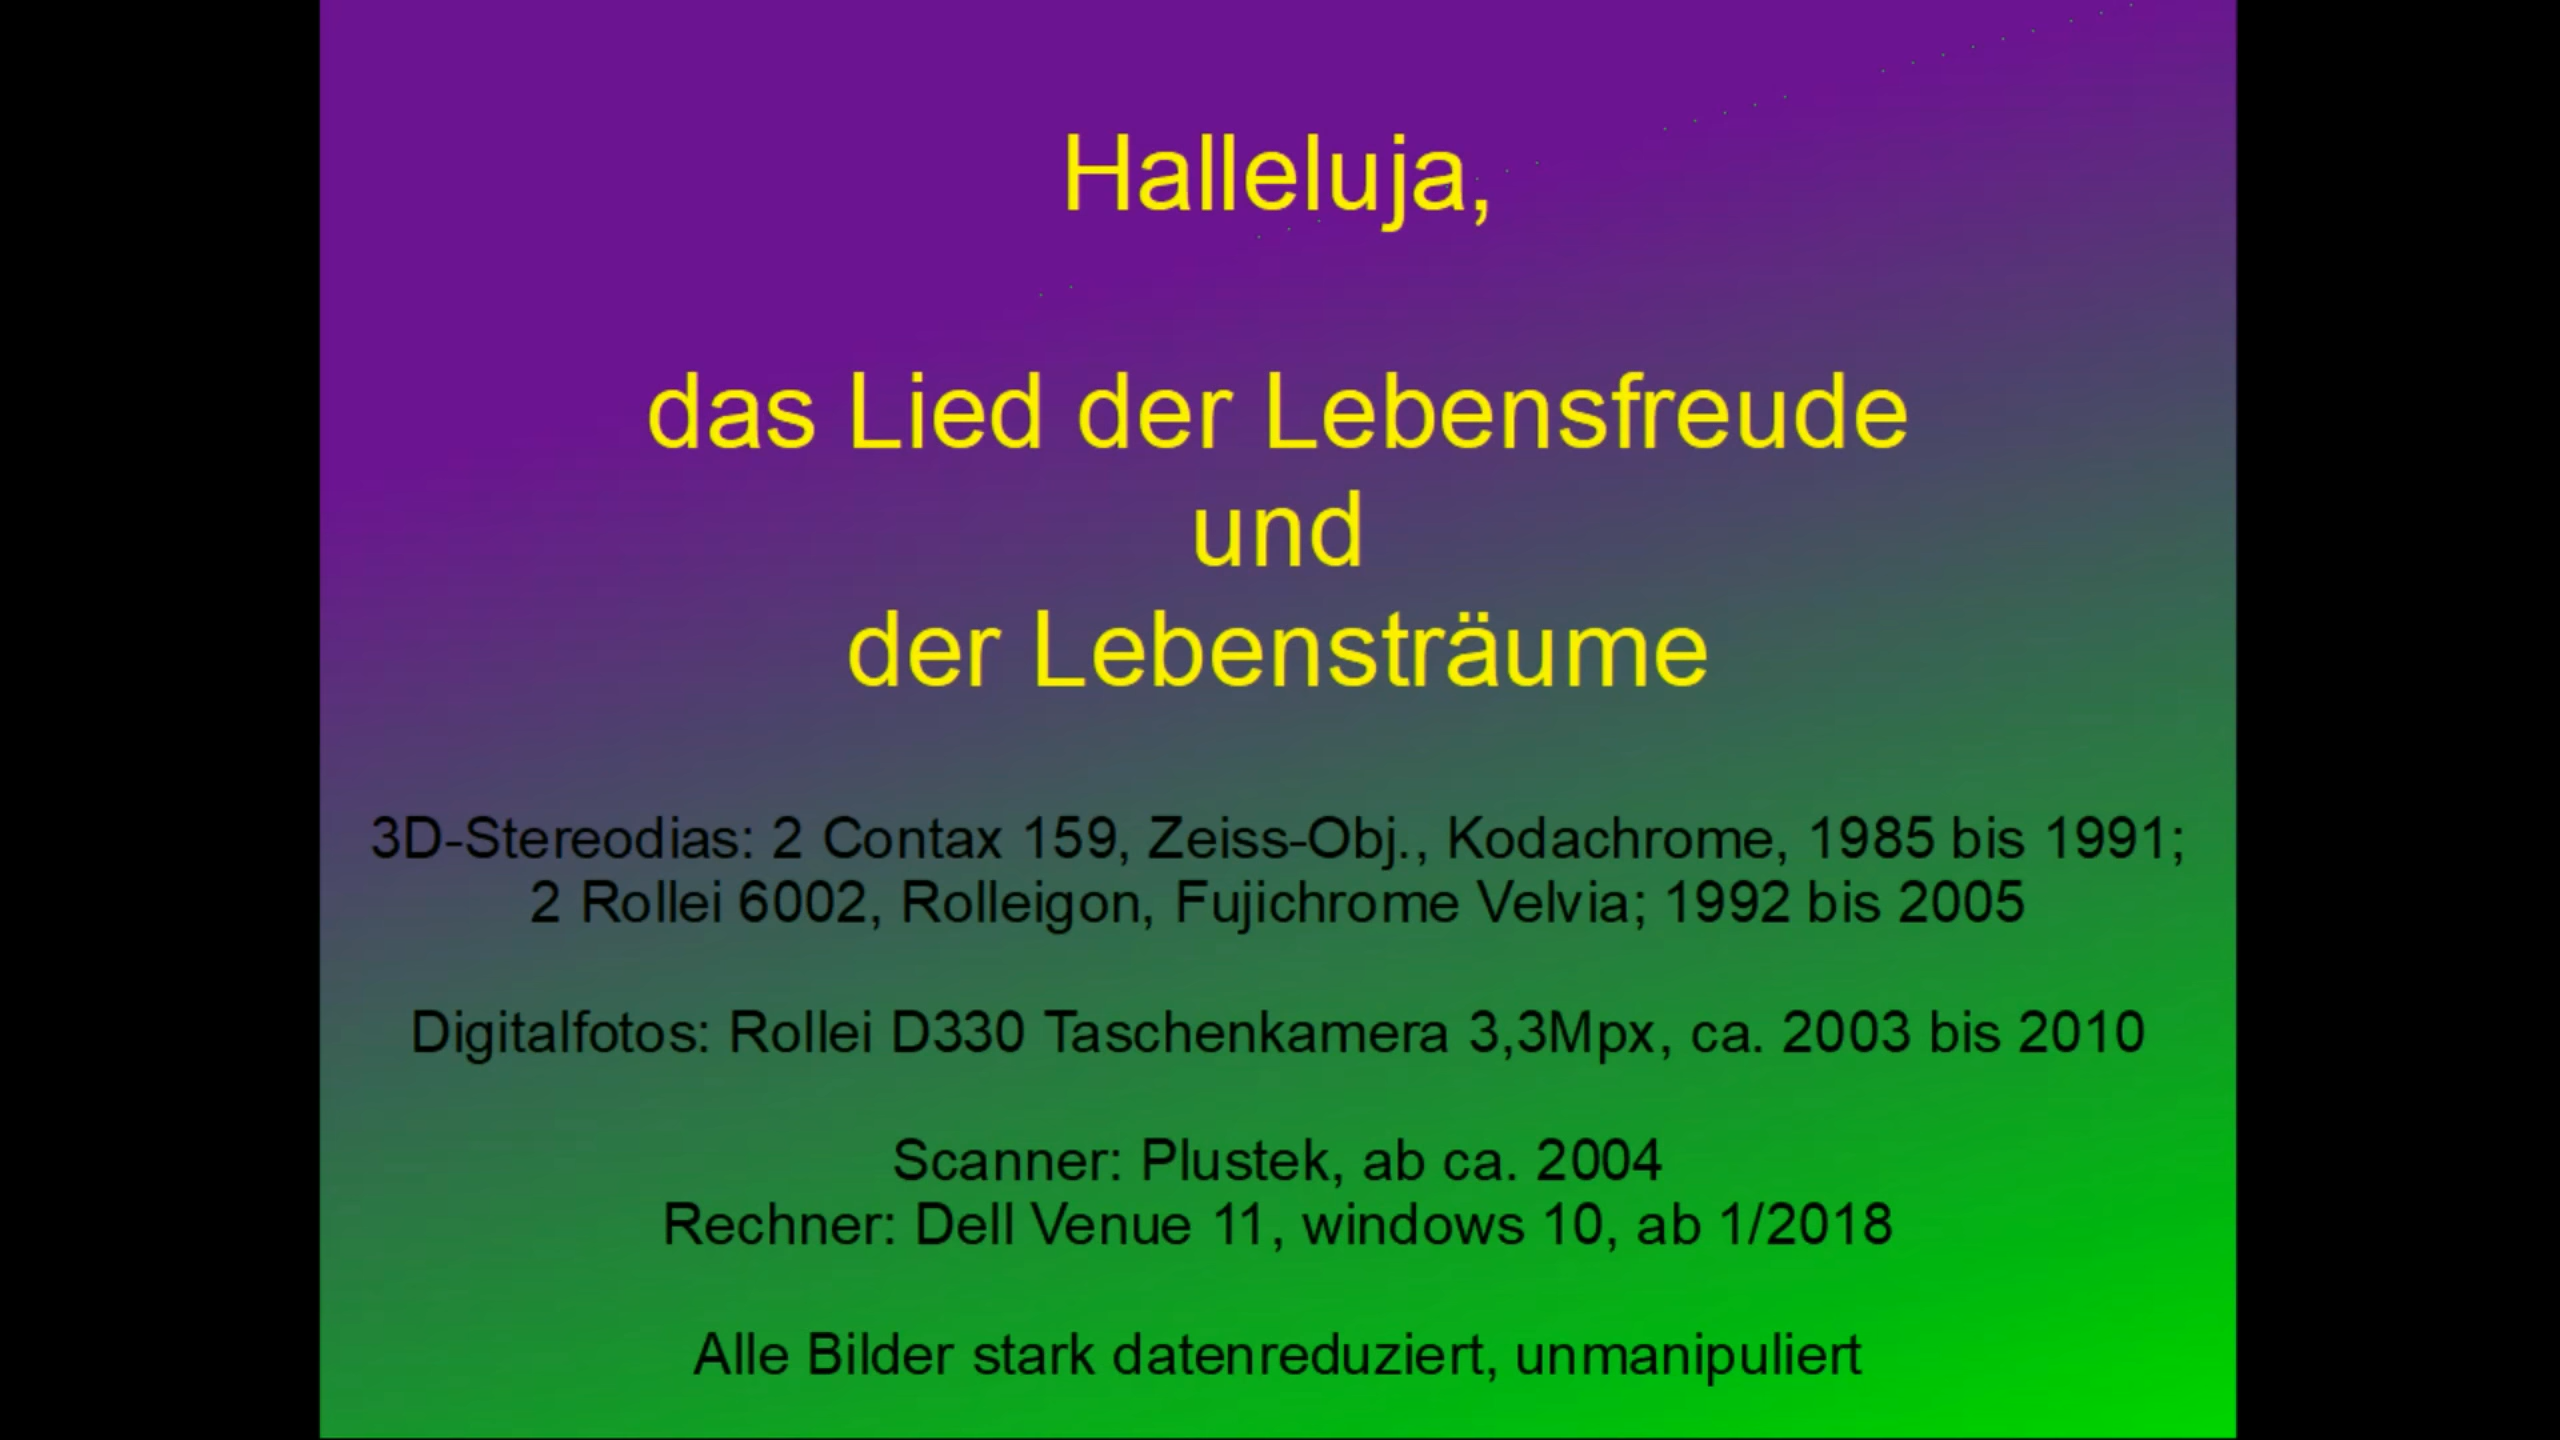 Halleluja,
das Lied der Lebensfreude
und
der Lebensträume
3D-Stereodias: 2 Contax 159, Zeiss-Obj., Kodachrome, 1985 bis 1991;
2 Rollei 6002, Rolleigon, Fujichrome Velvia; 1992 bis 2005
Digitalfotos: Rollei D330 Taschenkamera 3,3Mpx, ca. 2003 bis 2010
Scanner: Plustek, ab ca. 2004
Rechner: Dell Venue 11, windows 10, ab 1/2018
Alle Bilder stark datenreduziert, unmanipuliert